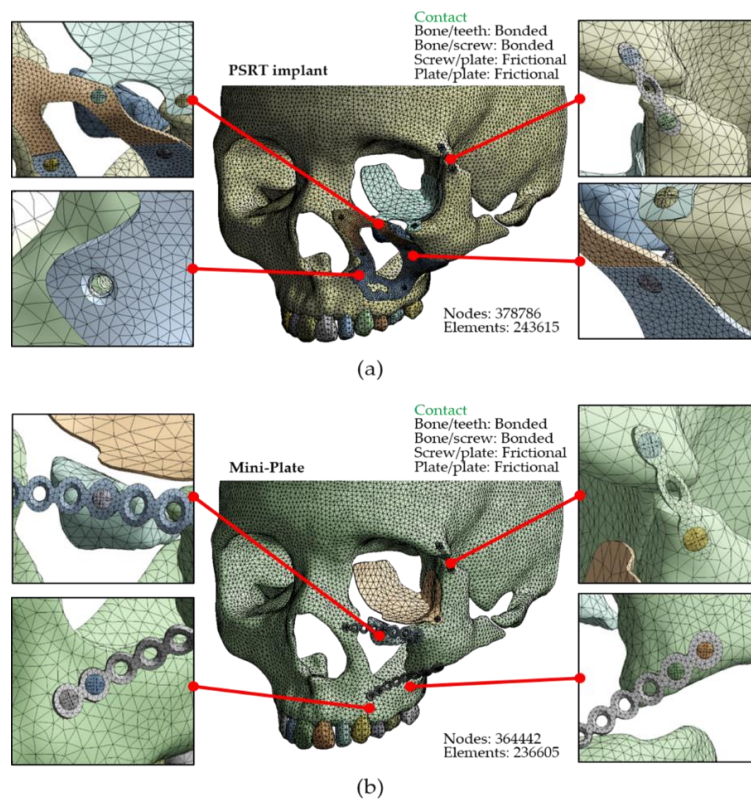 (a)
Contact
Bone/teeth: Bonded
Bone/screw: Bonded
Screw/plate: Frictional
Plate/plate: Frictional
PSRT implant
Nodes: 378786
Elements: 243615
(a)
Contact
Bone/teeth: Bonded
Bone/screw: Bonded
Screw/plate: Frictional
Plate/plate: Frictional
Mini-Plate
Nodes: 364442
Elements: 236605
(b)